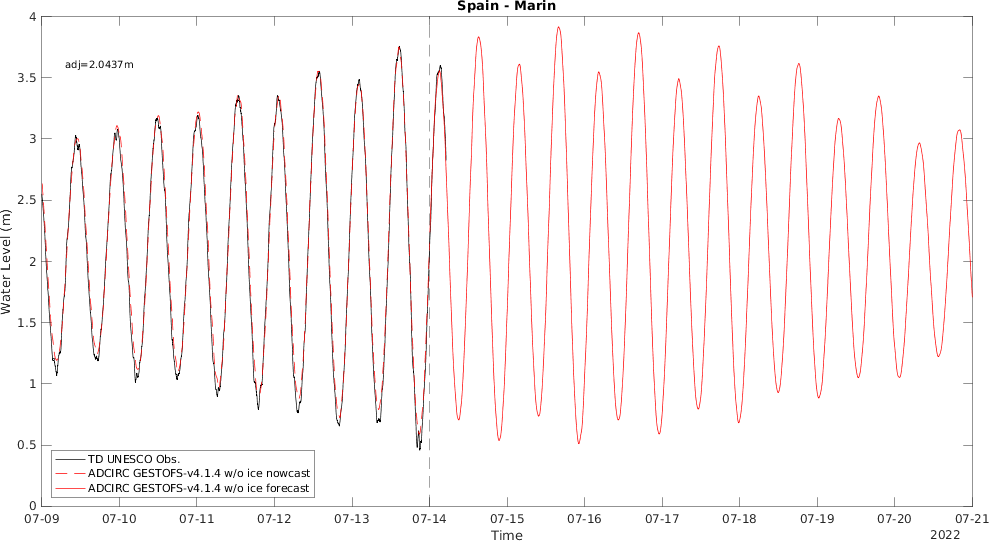 Spain - Marin
4
3.5
3
2.5
2
1.5
1
0.5
0
Water Level (m)
adj=2.0437m
TD UNESCO Obs.
ADCIRC GESTOFS-v4.1.4 w/o ice nowcast
ADCIRC GESTOFS-v4.1.4 w/o ice forecast
07-09 07-10 07-11 07-12 07-13 07-14 07-15 07-16 07-17 07-18 07-19 07-20 07-21
Time
2022